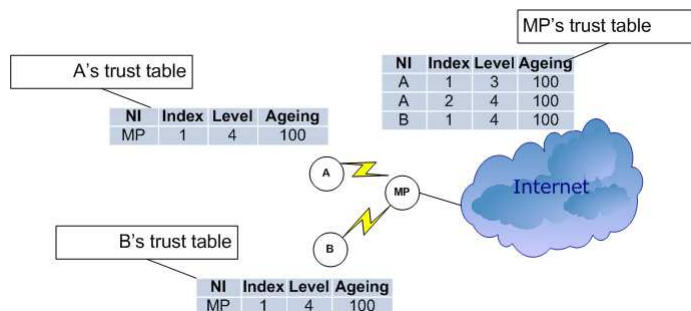 MP's trust table
NI Index Level Ageing
A 1 3 100
A 2 4 100
B 1 4 100
A's trust table
NI Index Level Ageing
MP 1 4 100
A
MP
Internet
B
B's trust table
NI Index Level Ageing
MP 1 4 100